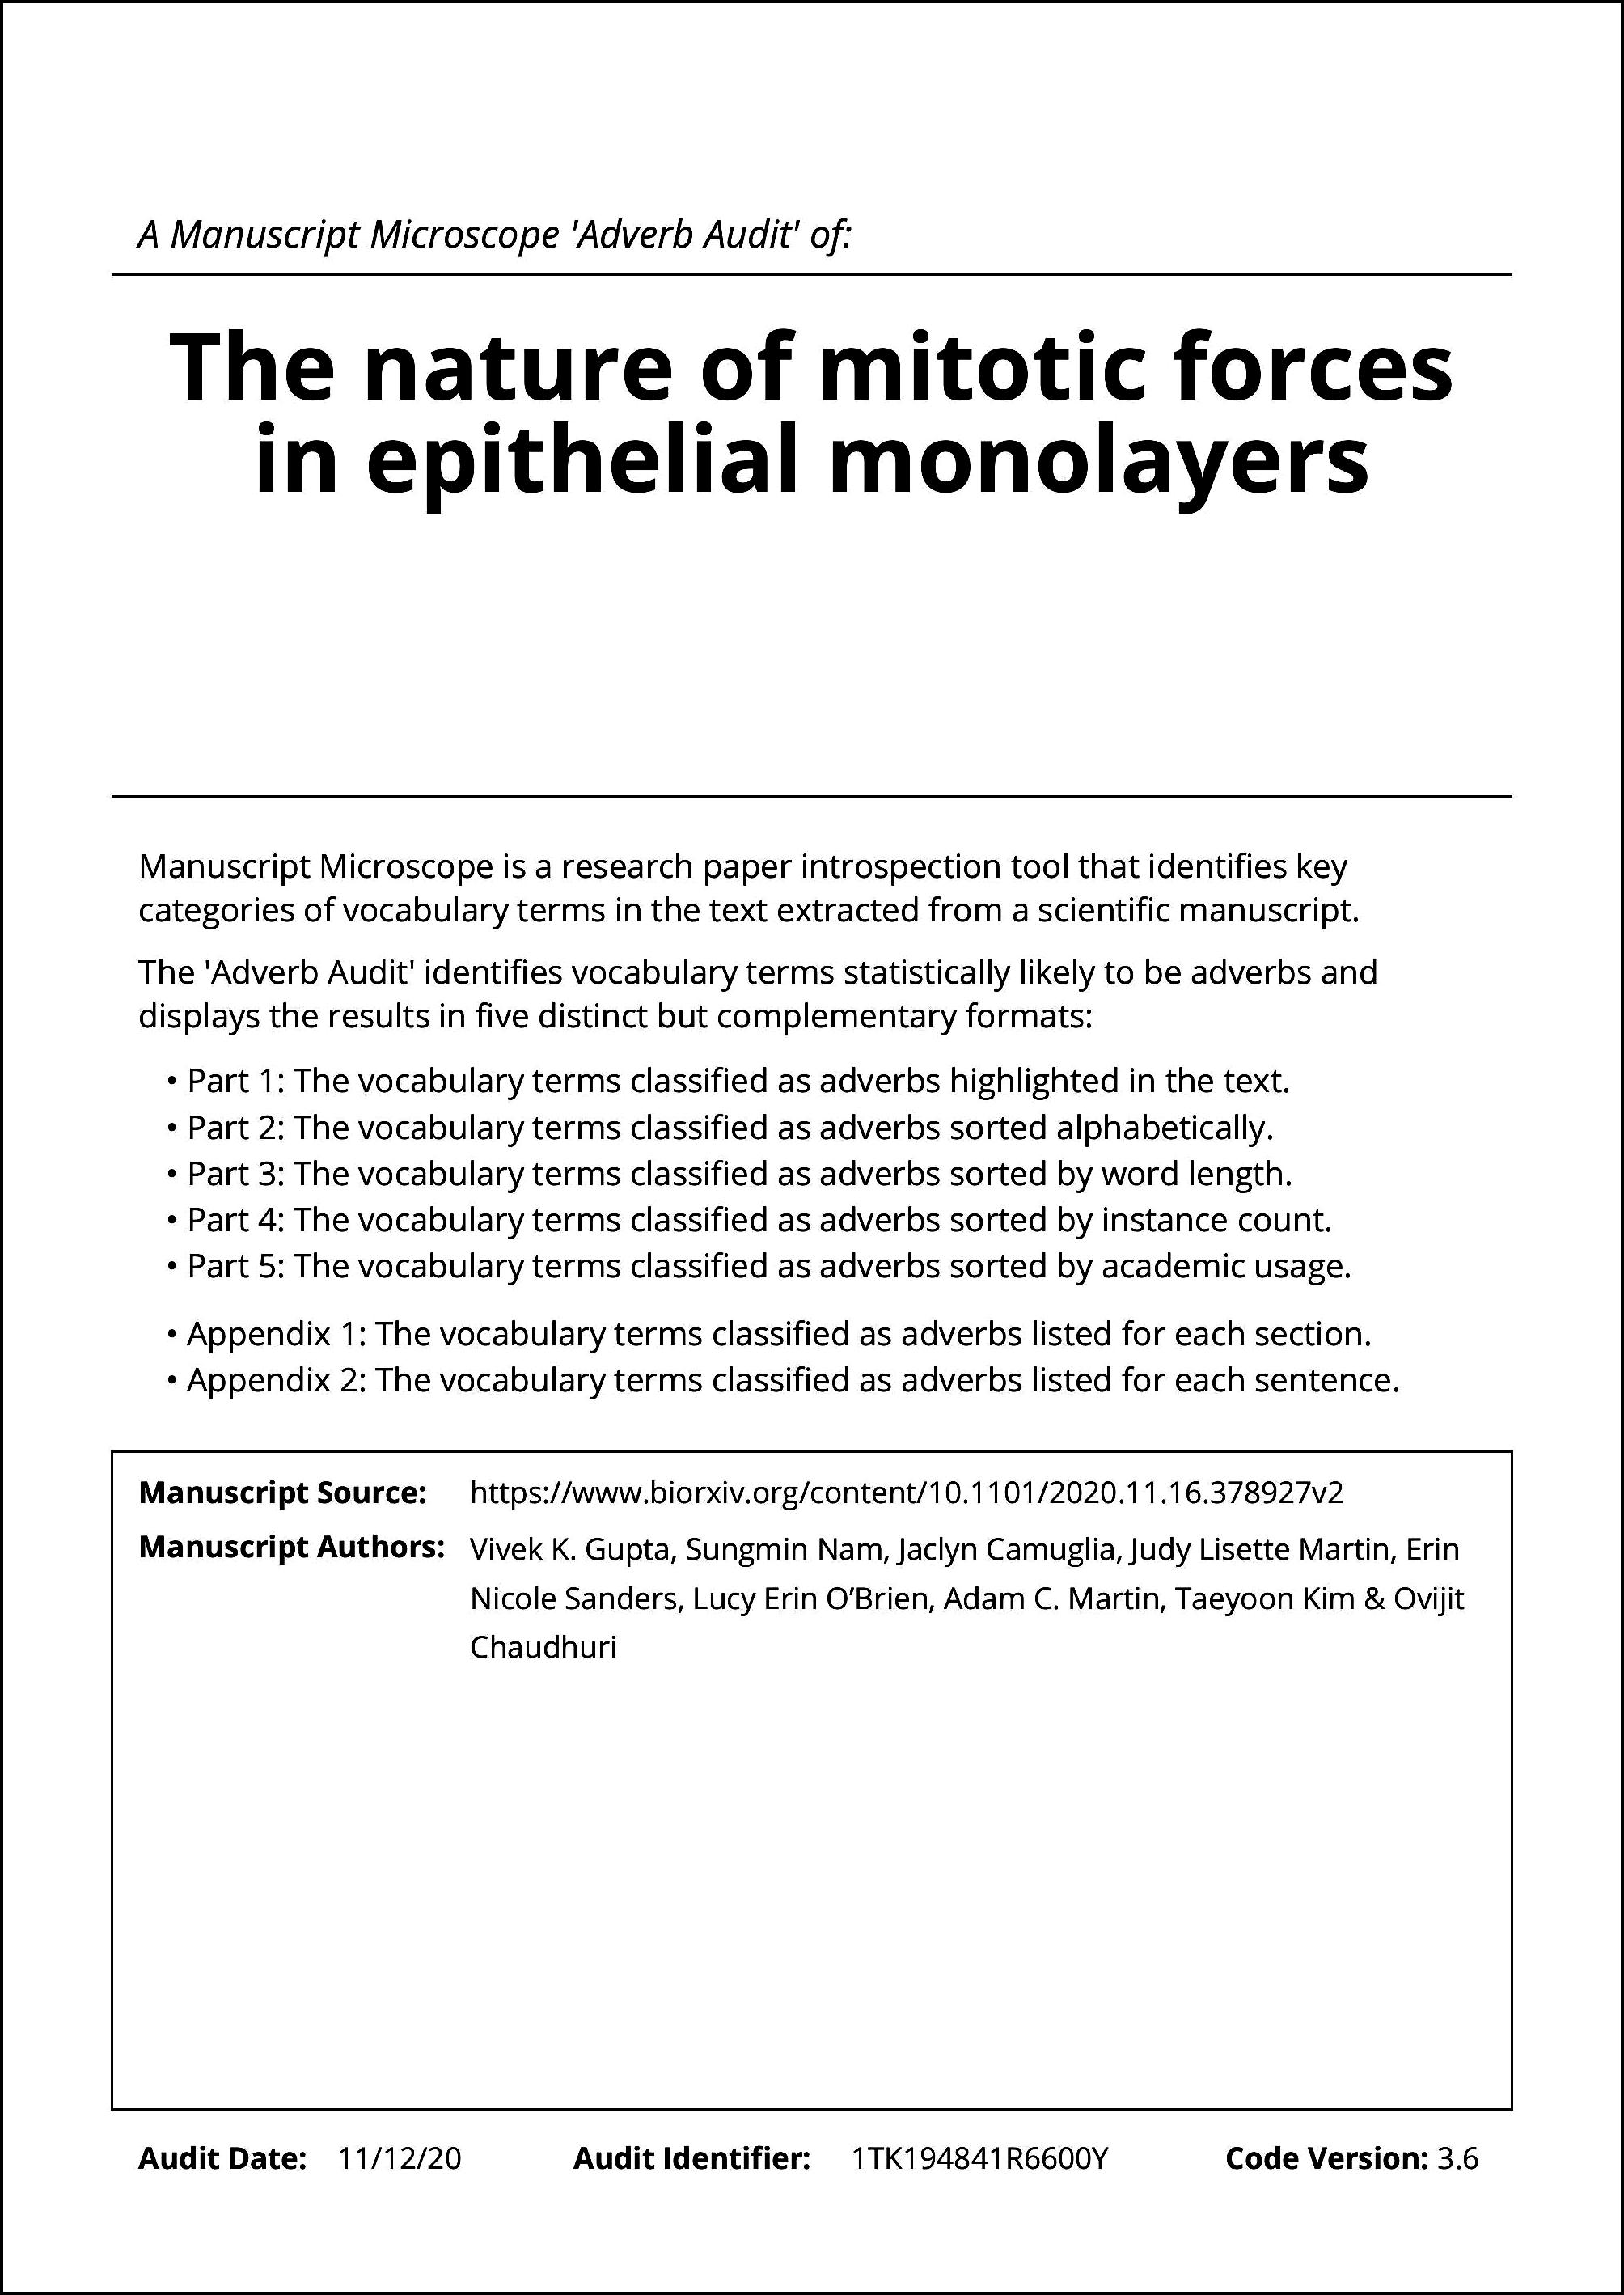 A Manuscript Microscope 'Adverb Audit' of:
The nature of mitotic forces
in epithelial monolayers
Manuscript Microscope is a research paper introspection tool that identifies key
categories of vocabulary terms in the text extracted from a scientific manuscript.
The 'Adverb Audit' identifies vocabulary terms statistically likely to be adverbs and
displays the results in five distinct but complementary formats:
• Part 1: The vocabulary terms classified as adverbs highlighted in the text.
• Part 2: The vocabulary terms classified as adverbs sorted alphabetically.
• Part 3: The vocabulary terms classified as adverbs sorted by word length.
• Part 4: The vocabulary terms classified as adverbs sorted by instance count.
• Part 5: The vocabulary terms classified as adverbs sorted by academic usage.
• Appendix 1: The vocabulary terms classified as adverbs listed for each section.
• Appendix 2: The vocabulary terms classified as adverbs listed for each sentence.
Manuscript Source: https://www.biorxiv.org/content/10.1101/2020.11.16.378927v2
Manuscript Authors: Vivek K. Gupta, Sungmin Nam, Jaclyn Camuglia, Judy Lisette Martin, Erin
Nicole Sanders, Lucy Erin O’Brien, Adam C. Martin, Taeyoon Kim & Ovijit
Chaudhuri
Audit Date: 11/12/20 Audit Identifier: 1TK194841R6600Y Code Version: 3.6